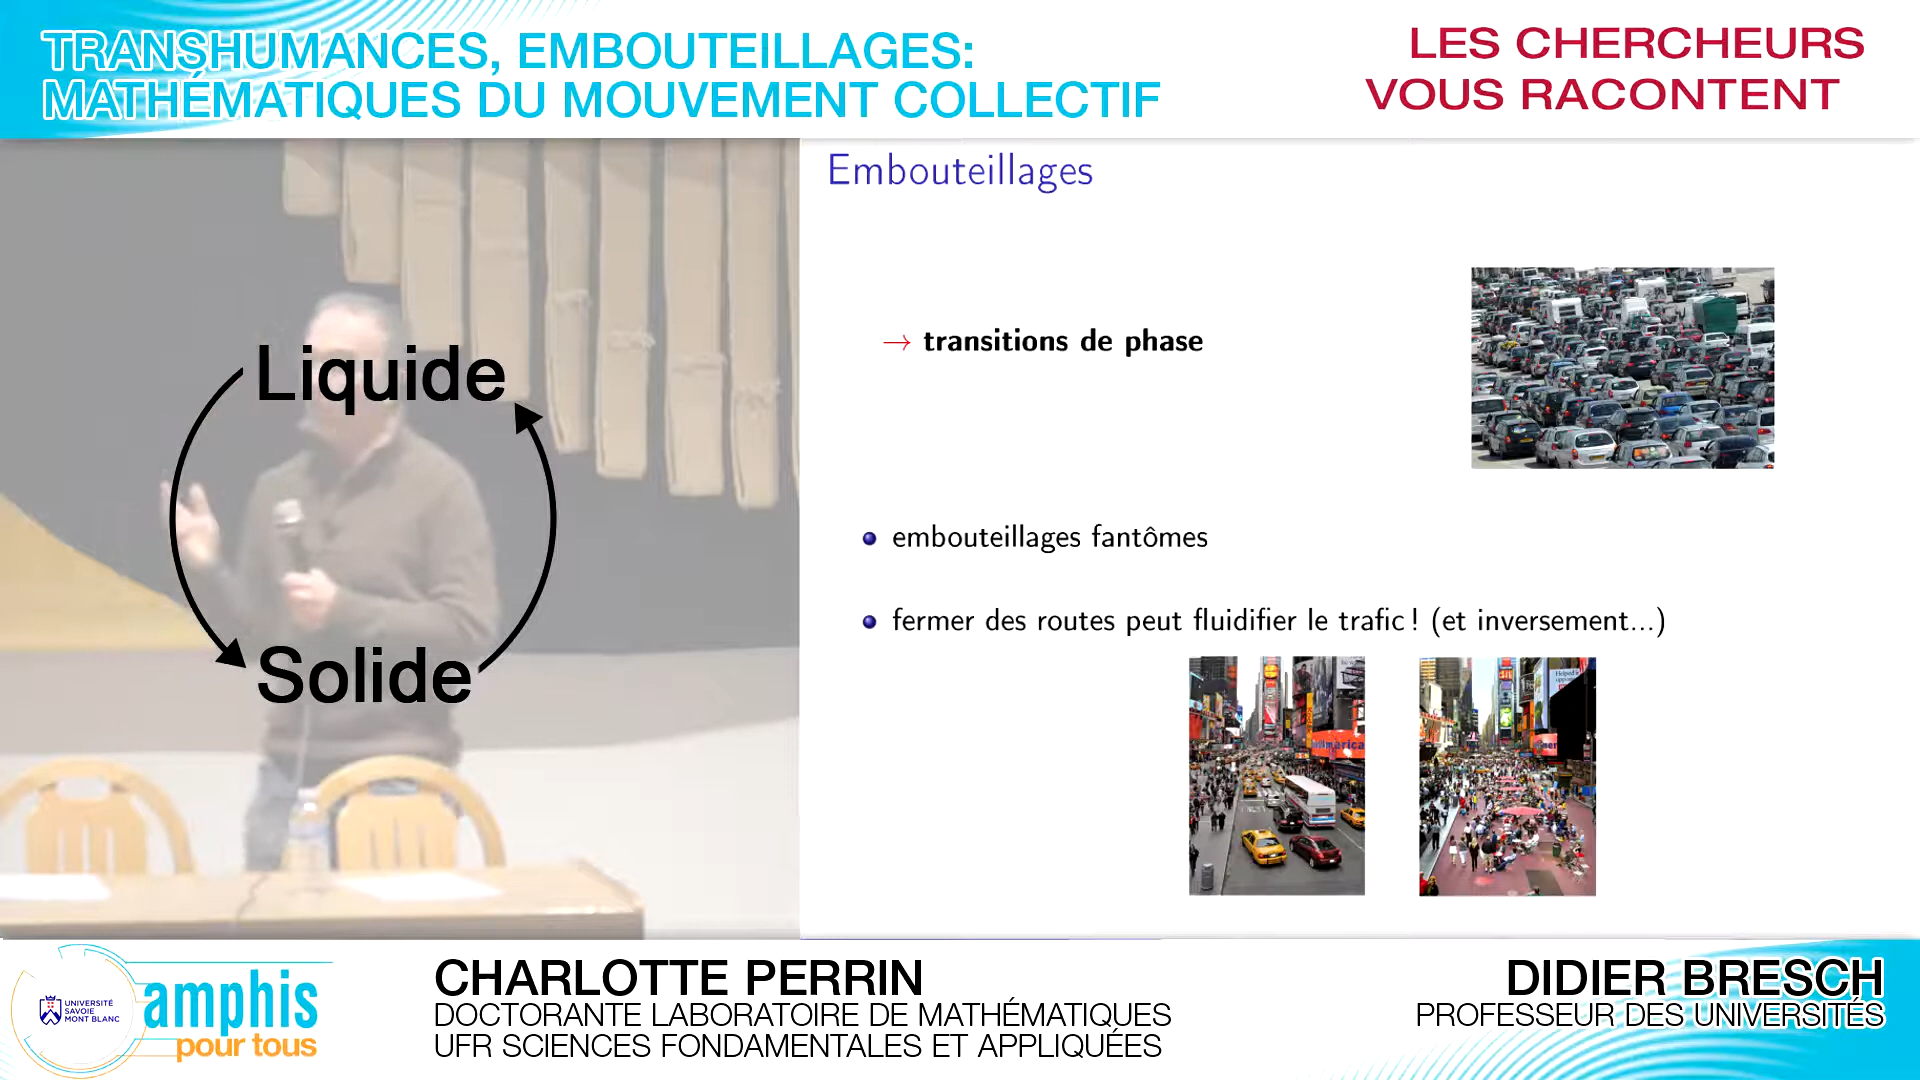 TRANSHUMANCES, EMBOUTEILLAGES:
MATHÉMATIQUES DU MOUVEMENT COLLECTIF
LES CHERCHEURS
VOUS RACONTENT
Liquide
Solide
Embouteillages
→ transitions de phase
embouteillages fantômes
fermer des routes peut fluidifier le trafic ! (et inversement...)
UNIVERSITÉ
SAVOIE
MONT BLANC
amphis
pour tous
CHARLOTTE PERRIN
DOCTORANTE LABORATOIRE DE MATHÉMATIQUES
UFR SCIENCES FONDAMENTALES ET APPLIQUÉES
DIDIER BRESCH
PROFESSEUR DES UNIVERSITÉS